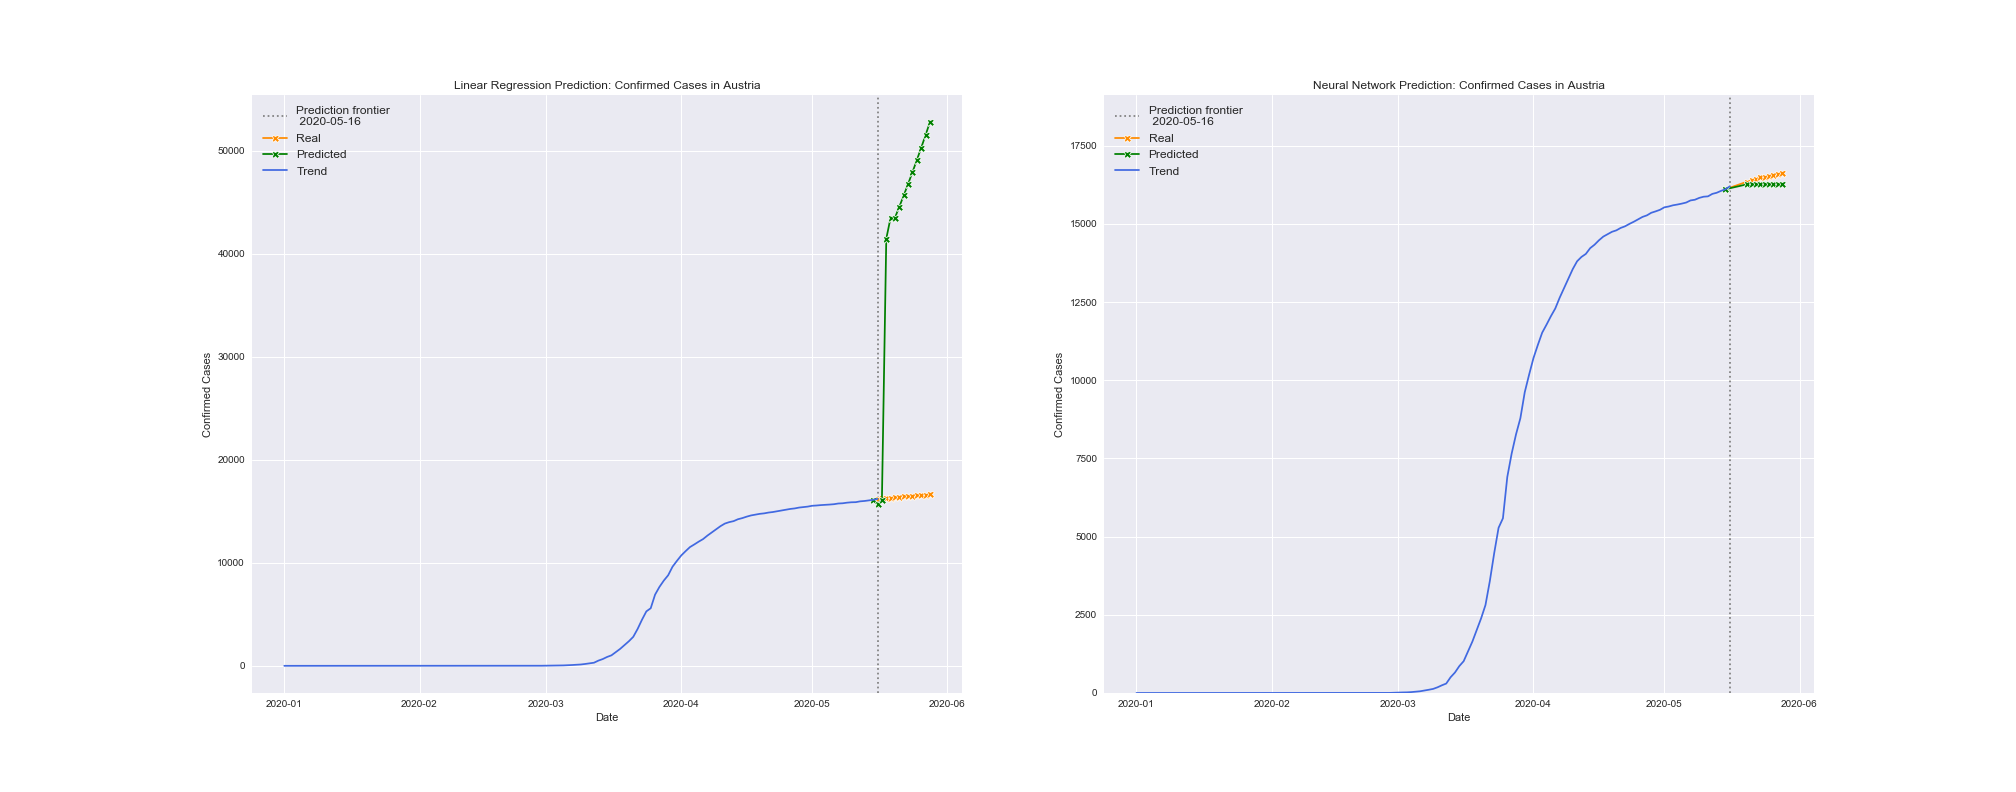 Linear Regression Prediction: Confirmed Cases in Austria
Prediction frontier
2020-05-16
Real
Predicted
Trend
50000
40000
30000
20000
10000
0
Confirmed Cases
2020-01
2020-02
2020-03
2020-04
2020-05
2020-06
Date
Neural Network Prediction: Confirmed Cases in Austria
Prediction frontier
2020-05-16
Real
Predicted
Trend
17500
15000
12500
10000
7500
5000
2500
0
Confirmed Cases
2020-01
2020-02
2020-03
2020-04
2020-05
2020-06
Date